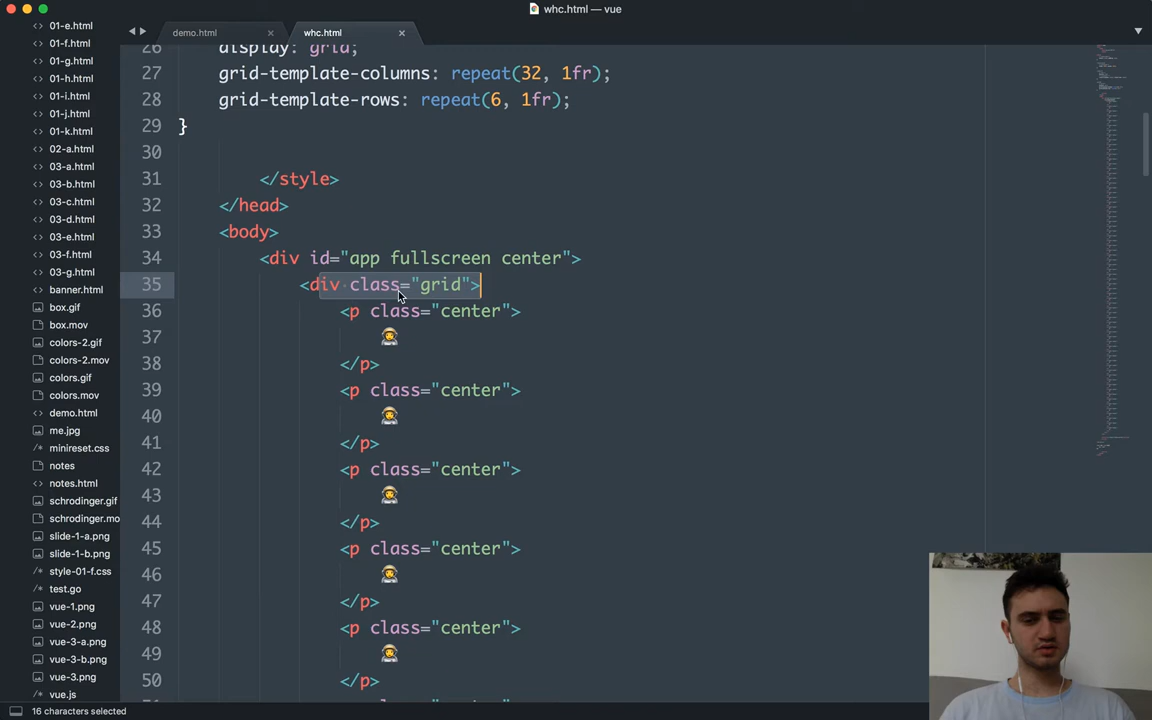 whc.html — vue
demo.html
whc.html
01-e.html
01-f.html
01-g.html
01-h.html
01-i.html
01-j.html
01-k.html
02-a.html
03-a.html
03-b.html
03-c.html
03-d.html
03-e.html
03-f.html
03-g.html
banner.html
box.gif
box.mov
colors-2.gif
colors-2.mov
colors.gif
colors.mov
demo.html
me.jpg
minireset.css
notes
notes.html
schrodinger.gif
schrodinger.mo
slide-1-a.png
slide-1-b.png
style-01-f.css
test.go
vue-1.png
vue-2.png
vue-3-a.png
vue-3-b.png
vue-3.png
vue.js
26 display: grid;
27 grid-template-columns: repeat(32, 1fr);
28 grid-template-rows: repeat(6, 1fr);
29 }
30
31 </style>
32 </head>
33 <body>
34 <div id="app fullscreen center">
35 <div class="grid">
36 <p class="center">
37 👩‍🚀
38 </p>
39 <p class="center">
40 👩‍🚀
41 </p>
42 <p class="center">
43 👩‍🚀
44 </p>
45 <p class="center">
46 👩‍🚀
47 </p>
48 <p class="center">
49 👩‍🚀
50 </p>
16 characters selected